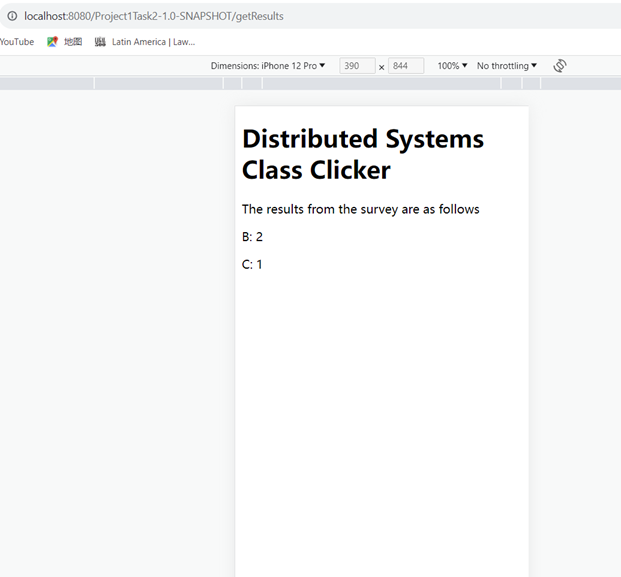 localhost:8080/Project1Task2-1.0-SNAPSHOT/getResults
YouTube 地图 Latin America | Law...
Dimensions: iPhone 12 Pro 390 × 844 100% No throttling
Distributed Systems
Class Clicker
The results from the survey are as follows
B: 2
C: 1